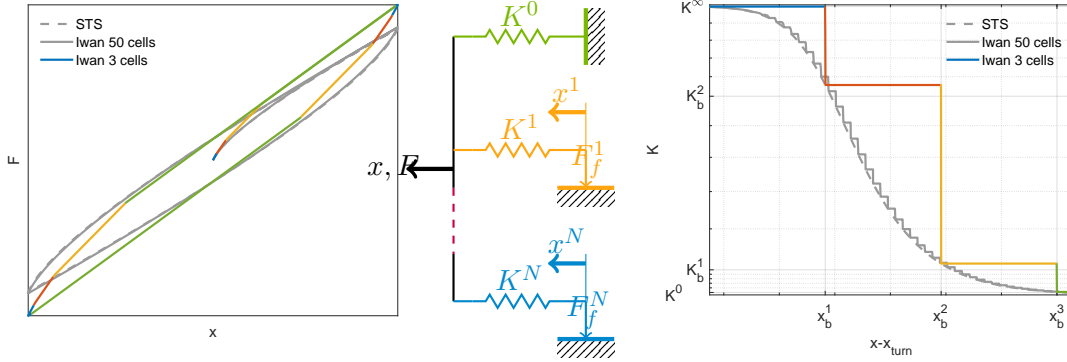 STS
Iwan 50 cells
Iwan 3 cells
F
x
K^0
x^1
K^1
F_f^1
x, F
x^N
K^N
F_f^N
K^∞
STS
Iwan 50 cells
Iwan 3 cells
K_b^2
K
K_b^1
K^0
x_b^1
x_b^2
x_b^3
x-x_turn